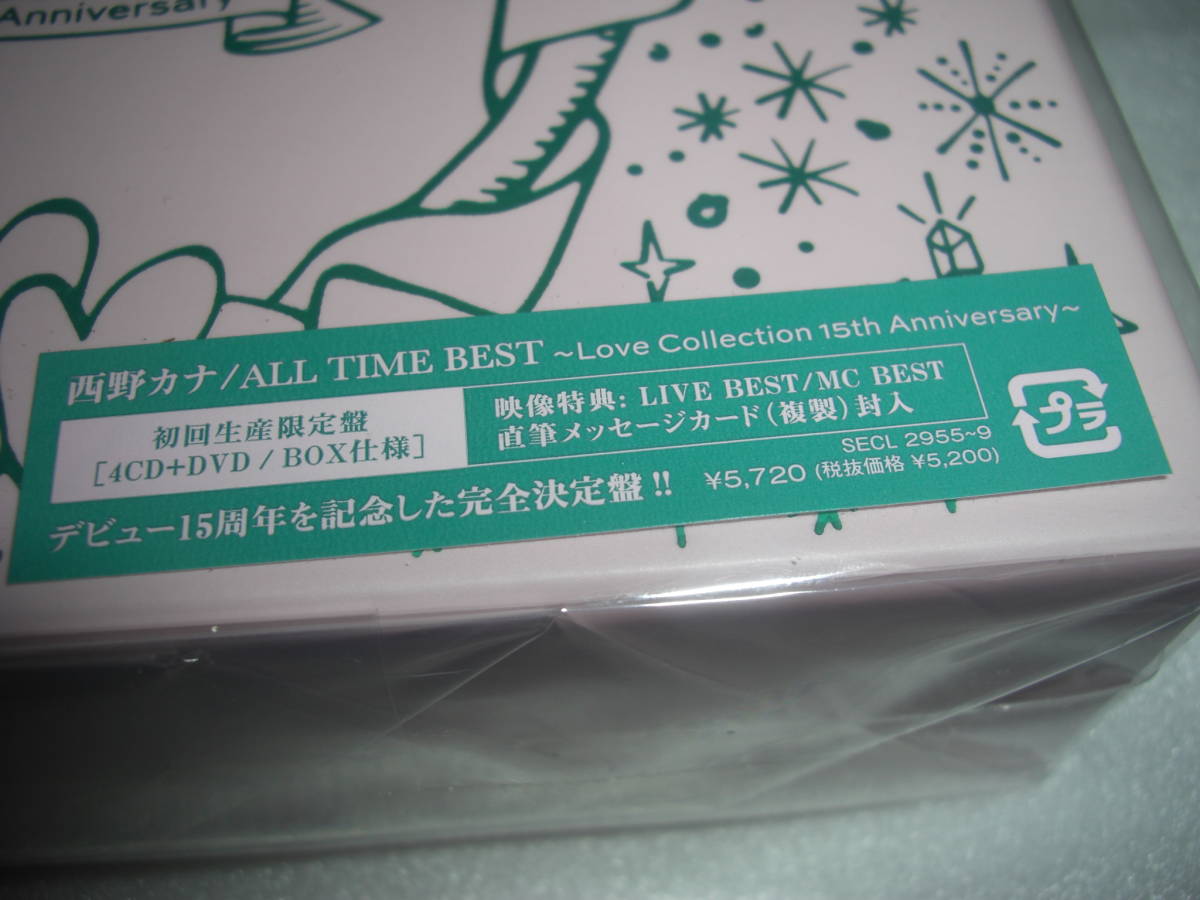 Anniversary
西野カナ/ALL TIME BEST ~Love Collection 15th Anniversary~
初回生産限定盤
[4CD+DVD / BOX仕様]
映像特典: LIVE BEST/MC BEST
直筆メッセージカード(複製)封入
SECL 2955~9
デビュー15周年を記念した完全決定盤!!
¥5,720 (税抜価格 ¥5,200)
プラ